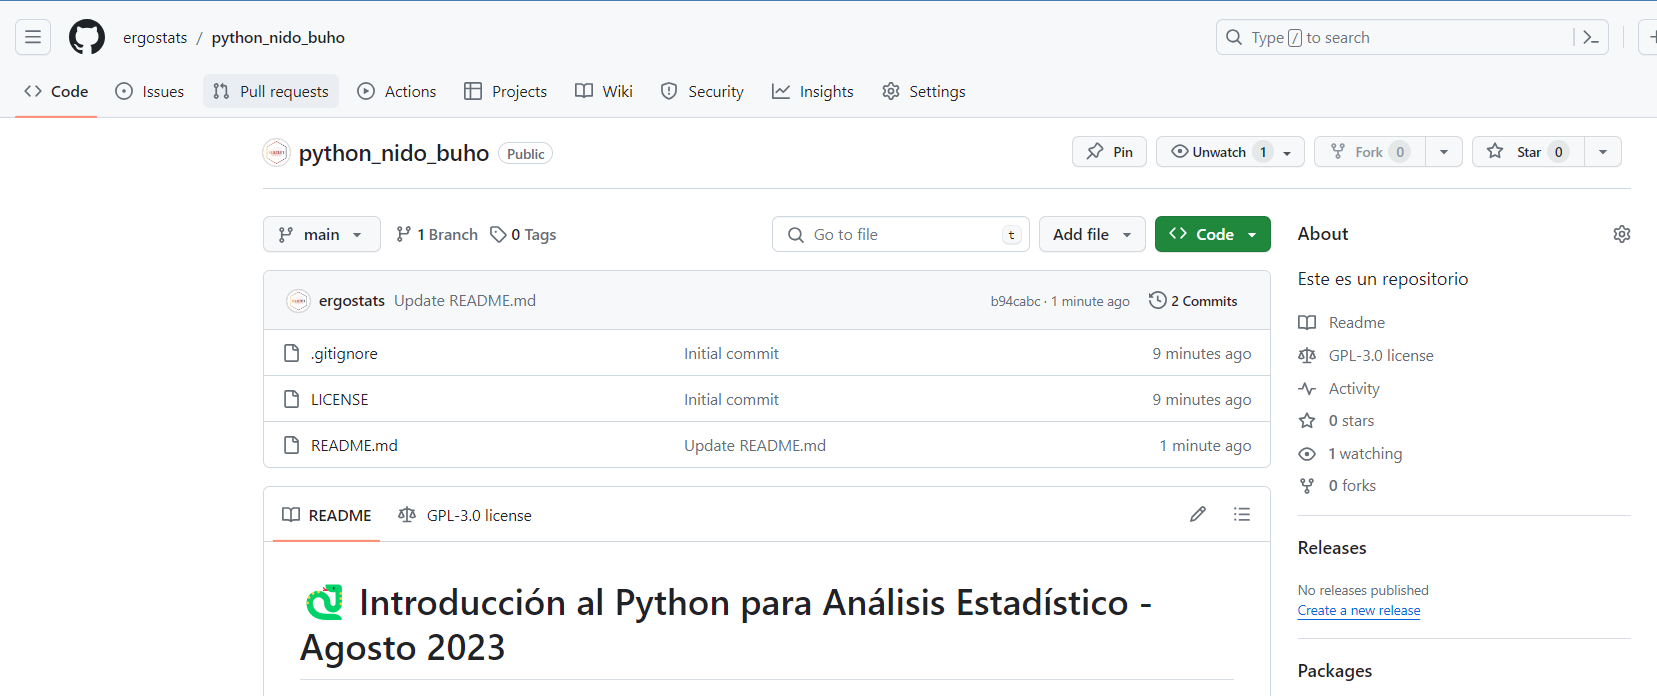 ergostats / python_nido_buho
Type / to search
Code Issues Pull requests Actions Projects Wiki Security Insights Settings
python_nido_buho Public
Pin Unwatch 1 Fork 0 Star 0
main 1 Branch 0 Tags Go to file t Add file Code
ergostats Update README.md b94cabc · 1 minute ago 2 Commits
.gitignore Initial commit 9 minutes ago
LICENSE Initial commit 9 minutes ago
README.md Update README.md 1 minute ago
README GPL-3.0 license
Introducción al Python para Análisis Estadístico -
Agosto 2023
About
Este es un repositorio
Readme
GPL-3.0 license
Activity
0 stars
1 watching
0 forks
Releases
No releases published
Create a new release
Packages